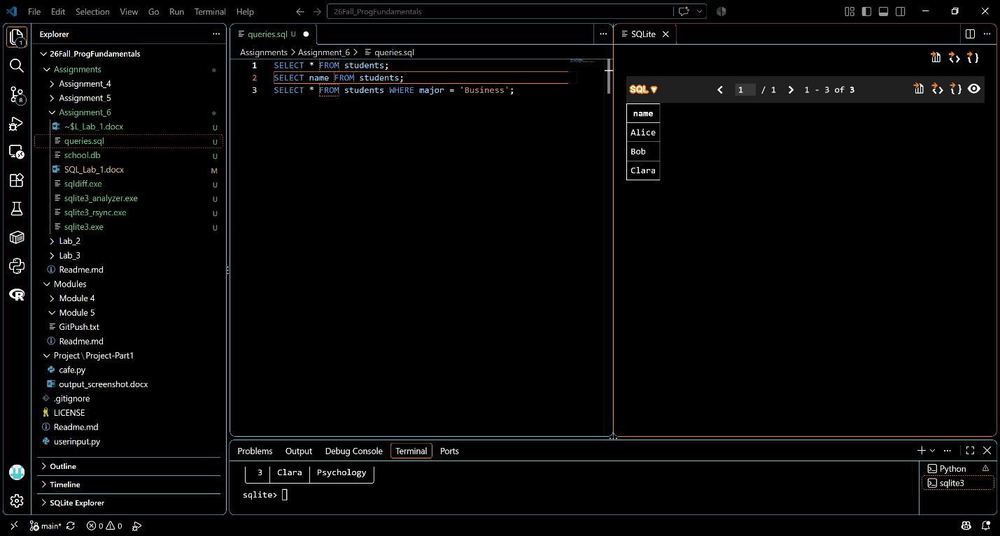 File Edit Selection View Go Run Terminal Help
26Fall_ProgFundamentals
Explorer
1
26Fall_ProgFundamentals
Assignments
Assignment_4
Assignment_5
8
Assignment_6
~$L_Lab_1.docx U
queries.sql U
school.db U
SQL_Lab_1.docx M
sqldiff.exe U
sqlite3_analyzer.exe U
sqlite3_rsync.exe U
sqlite3.exe U
Lab_2
Lab_3
Readme.md
Modules
Module 4
Module 5
GitPush.txt
Readme.md
Project\Project-Part1
cafe.py
output_screenshot.docx
.gitignore
LICENSE
Readme.md
userinput.py
Outline
Timeline
SQLite Explorer
queries.sql U
Assignments > Assignment_6 > queries.sql
1 SELECT * FROM students;
2 SELECT name FROM students;
3 SELECT * FROM students WHERE major = 'Business';
SQLite
SQL 1 / 1 1 - 3 of 3
name
Alice
Bob
Clara
Problems Output Debug Console Terminal Ports
3 Clara Psychology
sqlite>
Python
sqlite3
main* 0 0